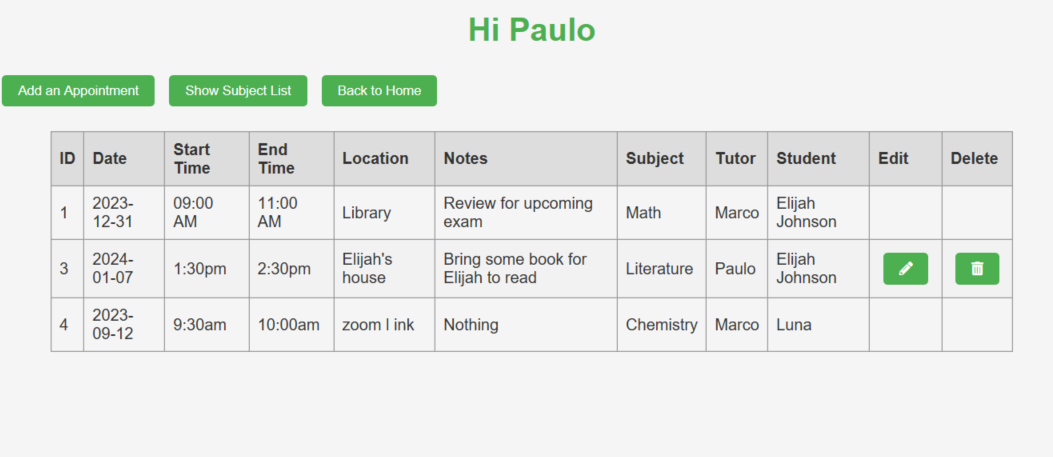 Hi Paulo
Add an Appointment Show Subject List Back to Home
ID Date Start Time End Time Location Notes Subject Tutor Student Edit Delete
1 2023-12-31 09:00 AM 11:00 AM Library Review for upcoming exam Math Marco Elijah Johnson
3 2024-01-07 1:30pm 2:30pm Elijah's house Bring some book for Elijah to read Literature Paulo Elijah Johnson
4 2023-09-12 9:30am 10:00am zoom l ink Nothing Chemistry Marco Luna